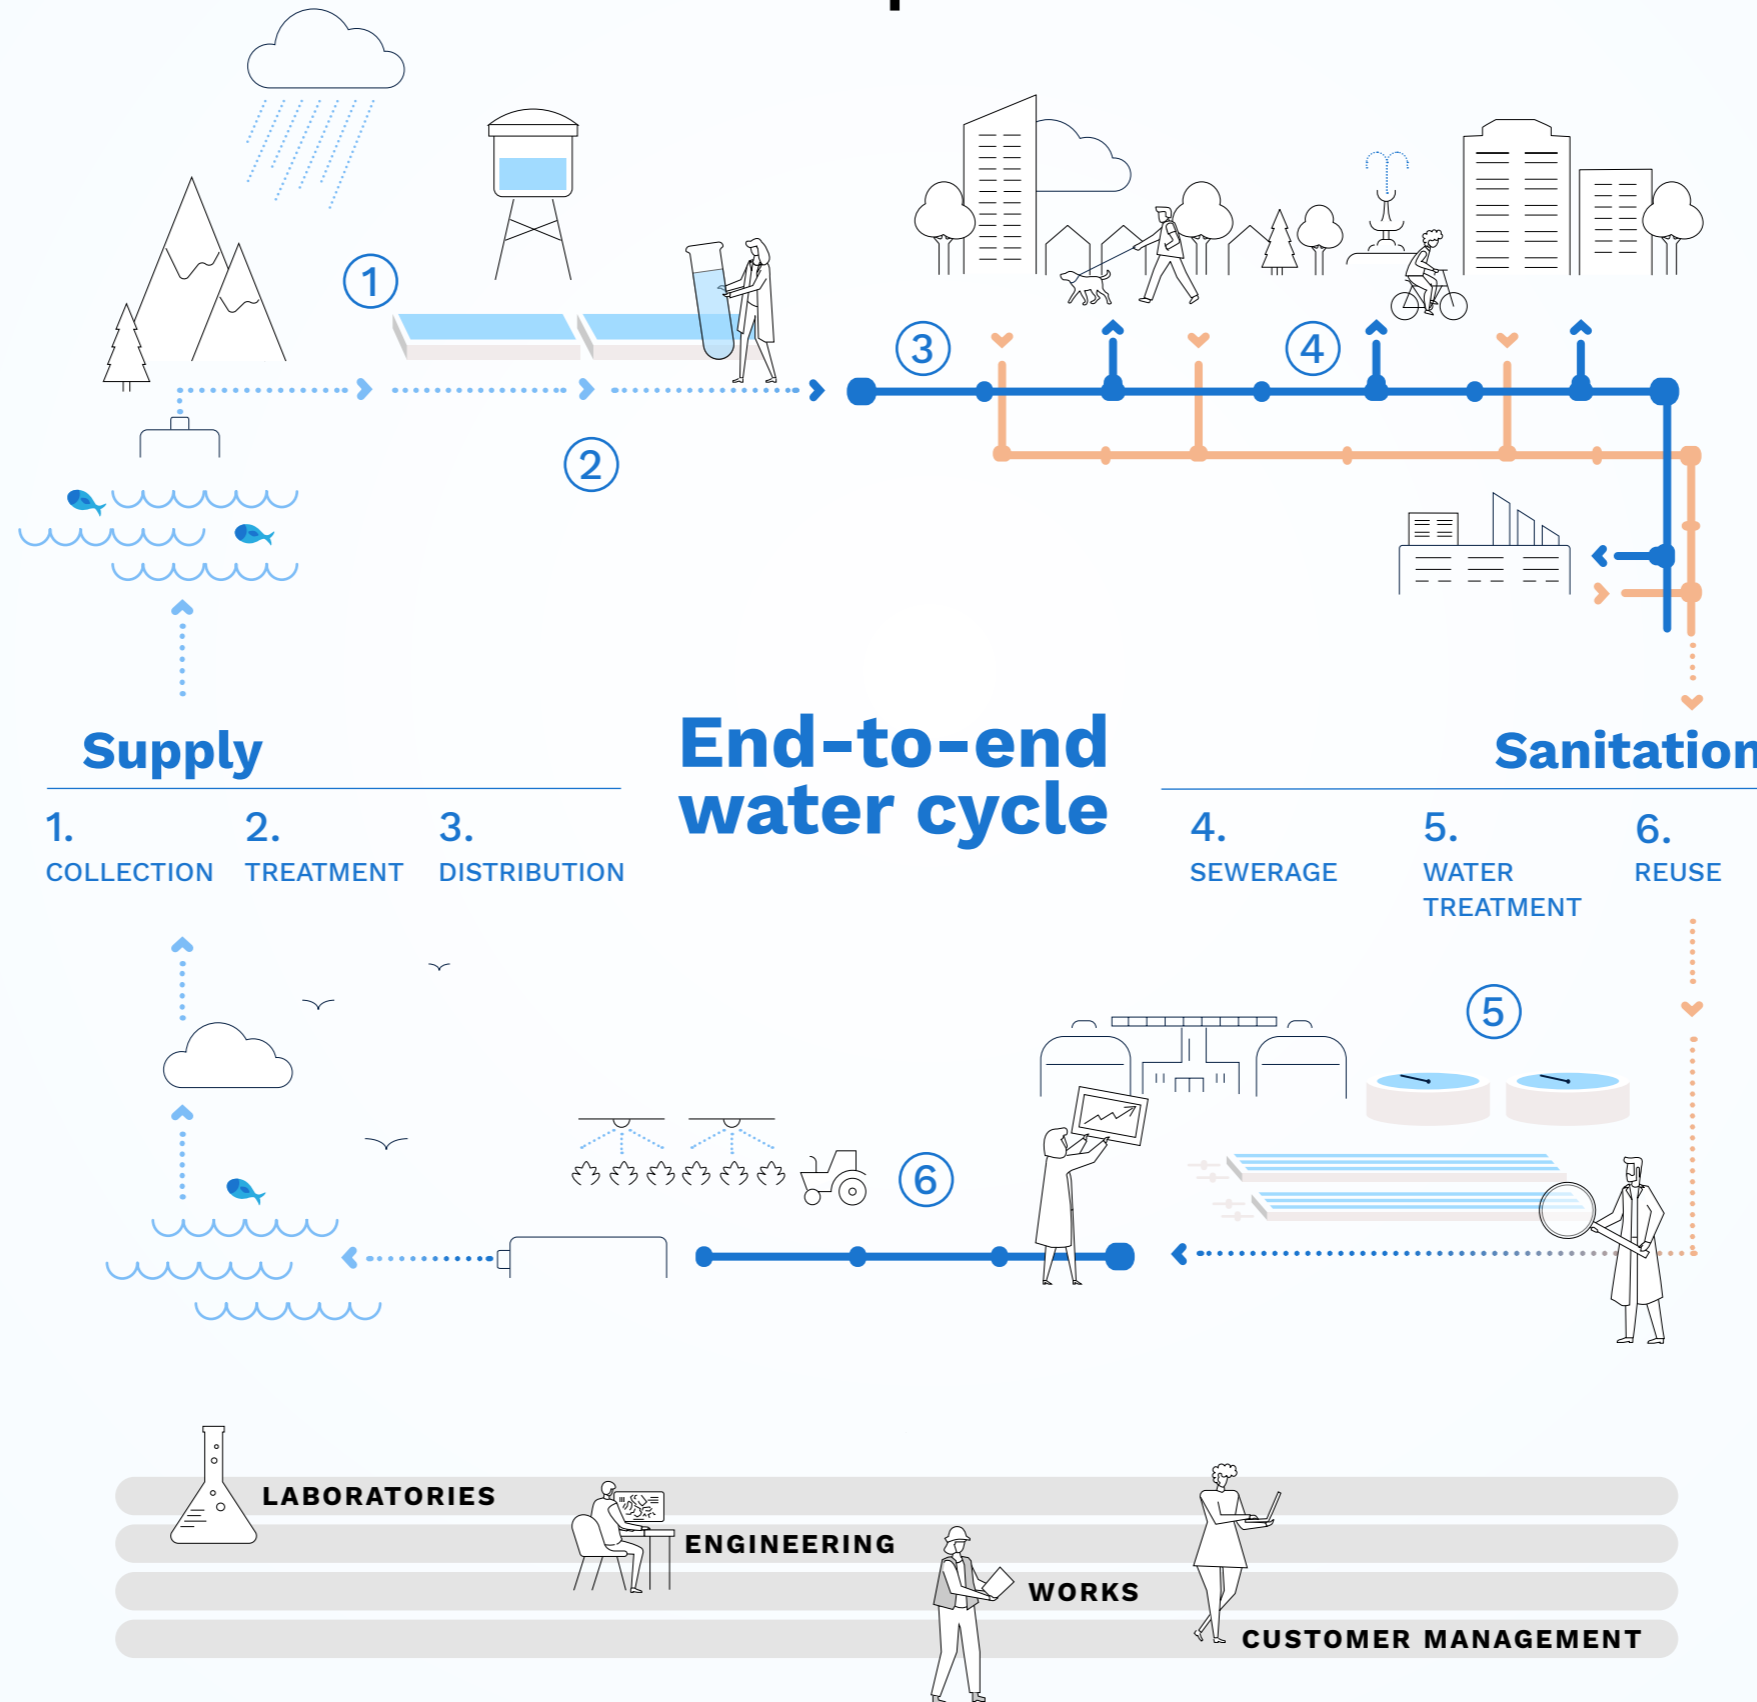 1
2
3
4
Supply
1.
COLLECTION
2.
TREATMENT
3.
DISTRIBUTION
End-to-end
water cycle
Sanitation
4.
SEWERAGE
5.
WATER
TREATMENT
6.
REUSE
5
6
LABORATORIES
ENGINEERING
WORKS
CUSTOMER MANAGEMENT